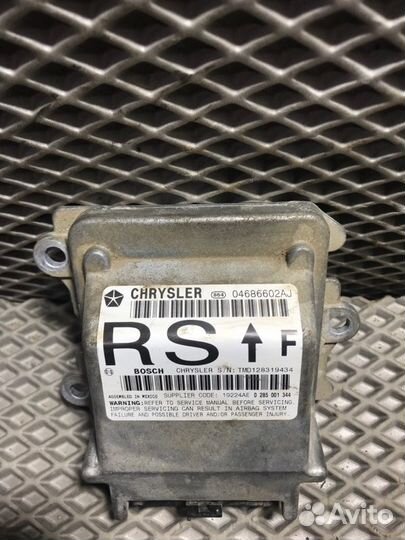 CHRYSLER 664 04686602AJ
RS ↑ F
BOSCH CHRYSLER S/N: TMD128319434
ASSEMBLED IN MEXICO SUPPLIER CODE: 19224AE 0 285 001 344
WARNING: REFER TO SERVICE MANUAL BEFORE SERVICING.
IMPROPER SERVICING CAN RESULT IN AIRBAG SYSTEM
FAILURE AND POSSIBLE DRIVER AND/OR PASSENGER INJURY.
Avito